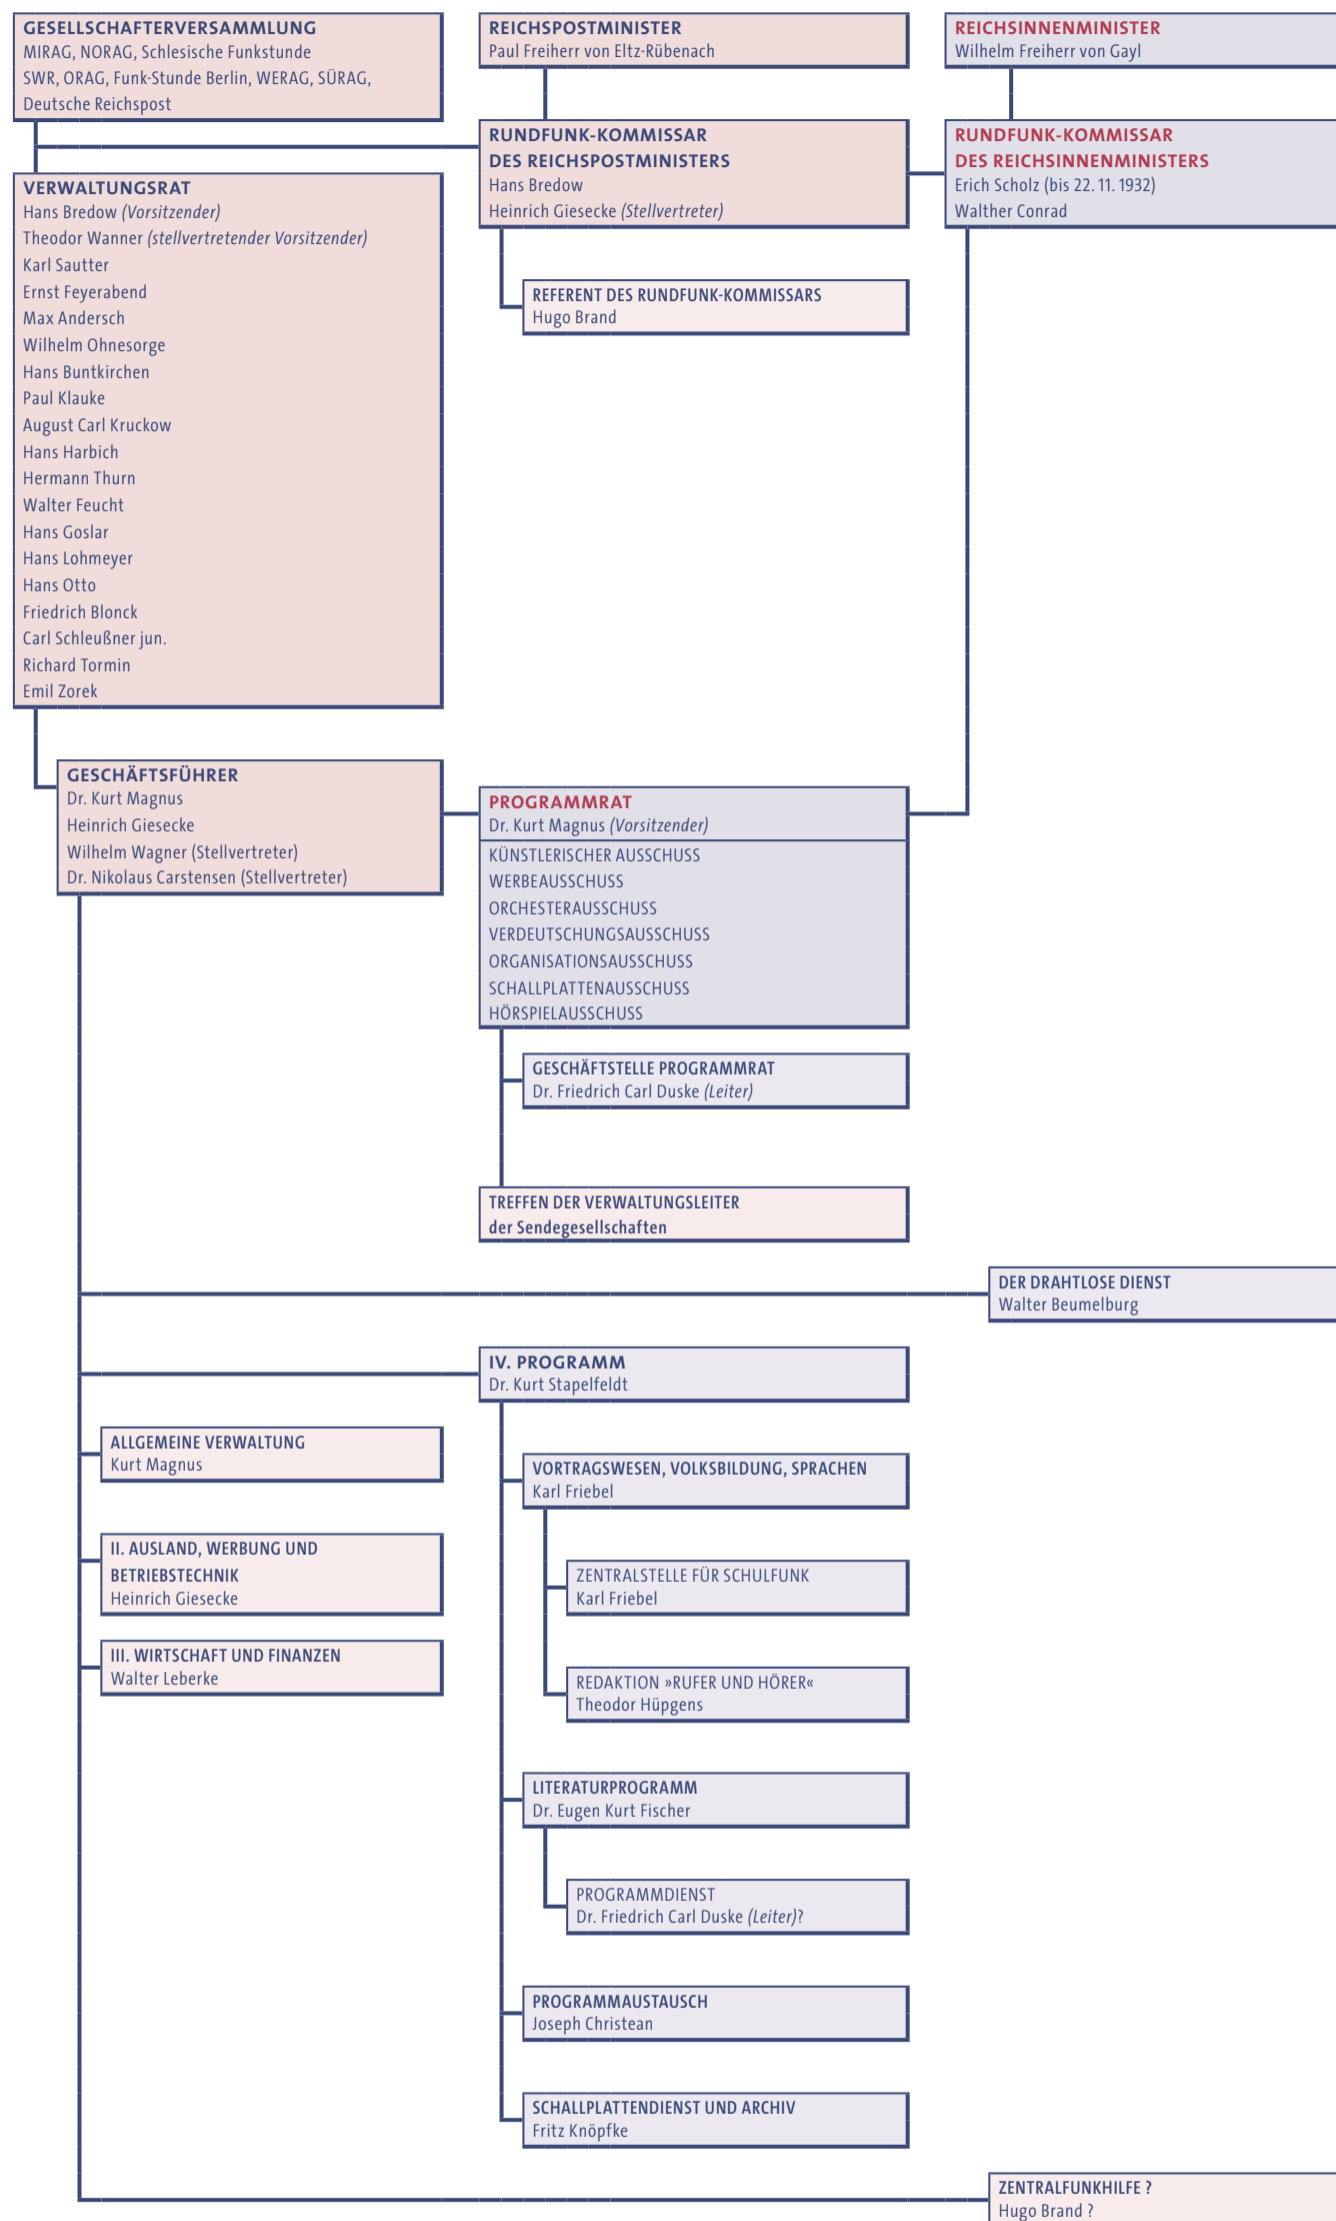 GESELLSCHAFTERVERSAMMLUNG
MIRAG, NORAG, Schlesische Funkstunde
SWR, ORAG, Funk-Stunde Berlin, WERAG, SÜRAG,
Deutsche Reichspost
REICHSPOSTMINISTER
Paul Freiherr von Eltz-Rübenach
REICHSINNENMINISTER
Wilhelm Freiherr von Gayl
RUNDFUNK-KOMMISSAR
DES REICHSPOSTMINISTERS
Hans Bredow
Heinrich Giesecke (Stellvertreter)
RUNDFUNK-KOMMISSAR
DES REICHSINNENMINISTERS
Erich Scholz (bis 22. 11. 1932)
Walther Conrad
VERWALTUNGSRAT
Hans Bredow (Vorsitzender)
Theodor Wanner (stellvertretender Vorsitzender)
Karl Sautter
Ernst Feyerabend
Max Andersch
Wilhelm Ohnesorge
Hans Buntkirchen
Paul Klauke
August Carl Kruckow
Hans Harbich
Hermann Thurn
Walter Feucht
Hans Goslar
Hans Lohmeyer
Hans Otto
Friedrich Blonck
Carl Schleußner jun.
Richard Tormin
Emil Zorek
REFERENT DES RUNDFUNK-KOMMISSARS
Hugo Brand
GESCHÄFTSFÜHRER
Dr. Kurt Magnus
Heinrich Giesecke
Wilhelm Wagner (Stellvertreter)
Dr. Nikolaus Carstensen (Stellvertreter)
PROGRAMMRAT
Dr. Kurt Magnus (Vorsitzender)
KÜNSTLERISCHER AUSSCHUSS
WERBEAUSSCHUSS
ORCHESTERAUSSCHUSS
VERDEUTSCHUNGSAUSSCHUSS
ORGANISATIONSAUSSCHUSS
SCHALLPLATTENAUSSCHUSS
HÖRSPIELAUSSCHUSS
GESCHÄFTSTELLE PROGRAMMRAT
Dr. Friedrich Carl Duske (Leiter)
TREFFEN DER VERWALTUNGSLEITER
der Sendegesellschaften
DER DRAHTLOSE DIENST
Walter Beumelburg
IV. PROGRAMM
Dr. Kurt Stapelfeldt
ALLGEMEINE VERWALTUNG
Kurt Magnus
II. AUSLAND, WERBUNG UND
BETRIEBSTECHNIK
Heinrich Giesecke
III. WIRTSCHAFT UND FINANZEN
Walter Leberke
VORTRAGSWESEN, VOLKSBILDUNG, SPRACHEN
Karl Friebel
ZENTRALSTELLE FÜR SCHULFUNK
Karl Friebel
REDAKTION »RUFER UND HÖRER«
Theodor Hüpgens
LITERATURPROGRAMM
Dr. Eugen Kurt Fischer
PROGRAMMDIENST
Dr. Friedrich Carl Duske (Leiter)?
PROGRAMMAUSTAUSCH
Joseph Christean
SCHALLPLATTENDIENST UND ARCHIV
Fritz Knöpfke
ZENTRALFUNKHILFE ?
Hugo Brand ?